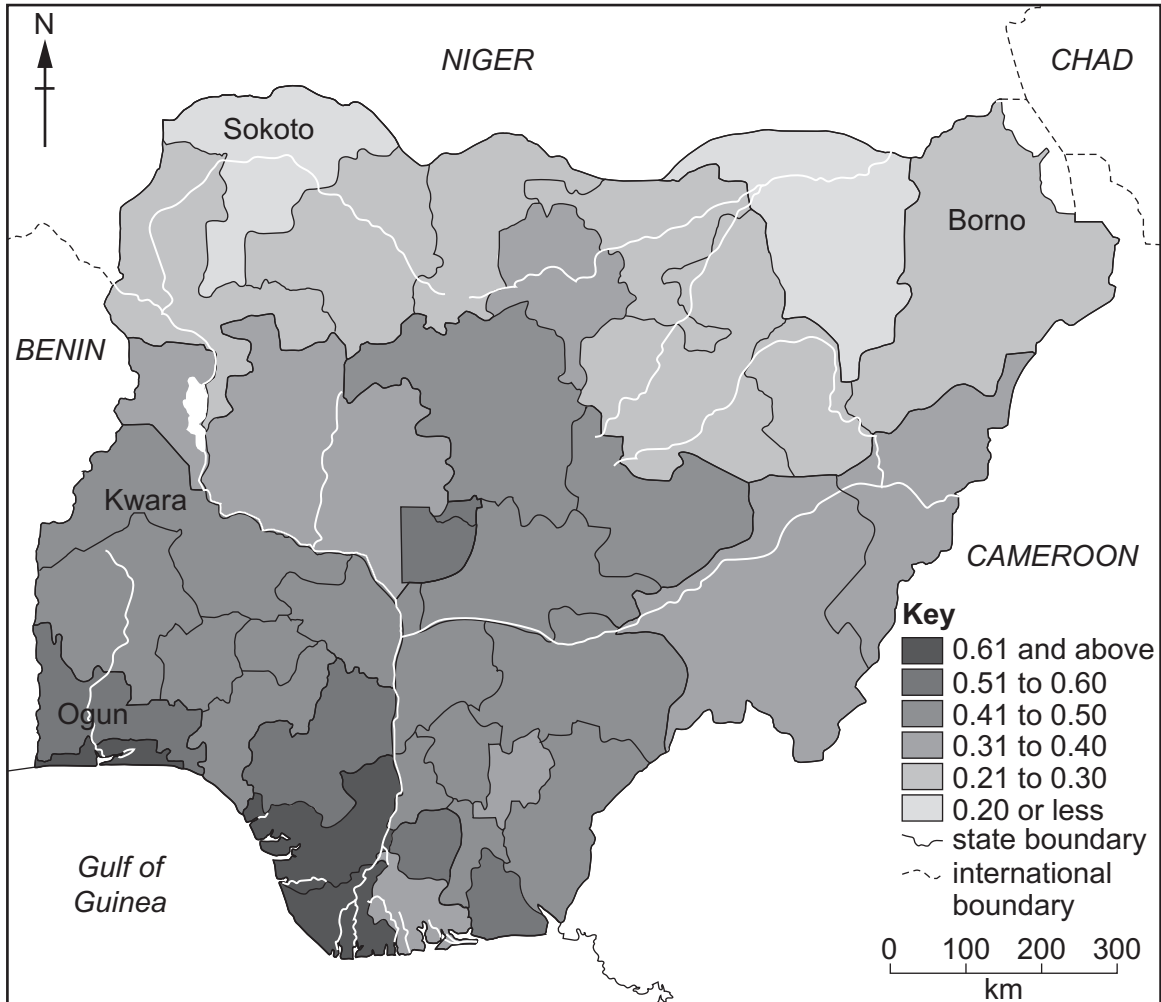 N
NIGER
CHAD
Sokoto
Borno
BENIN
Kwara
CAMEROON
Ogun
Gulf of
Guinea
Key
0.61 and above
0.51 to 0.60
0.41 to 0.50
0.31 to 0.40
0.21 to 0.30
0.20 or less
state boundary
international
boundary
0 100 200 300
km